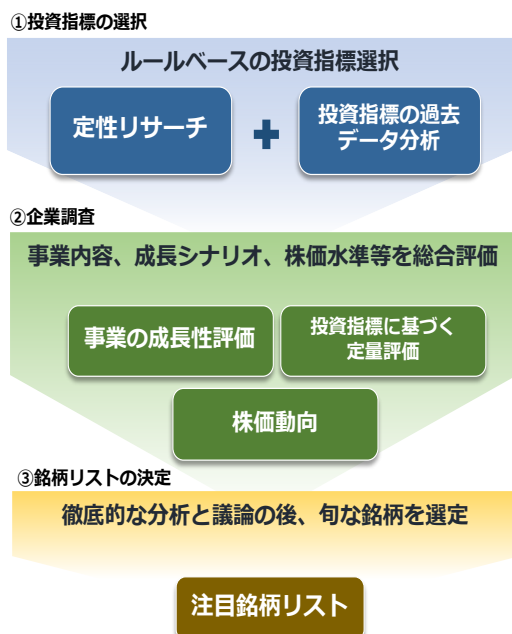 ①投資指標の選択
ルールベースの投資指標選択
定性リサーチ
投資指標の過去
データ分析
②企業調査
事業内容、成長シナリオ、株価水準等を総合評価
事業の成長性評価
投資指標に基づく
定量評価
株価動向
③銘柄リストの決定
徹底的な分析と議論の後、旬な銘柄を選定
注目銘柄リスト